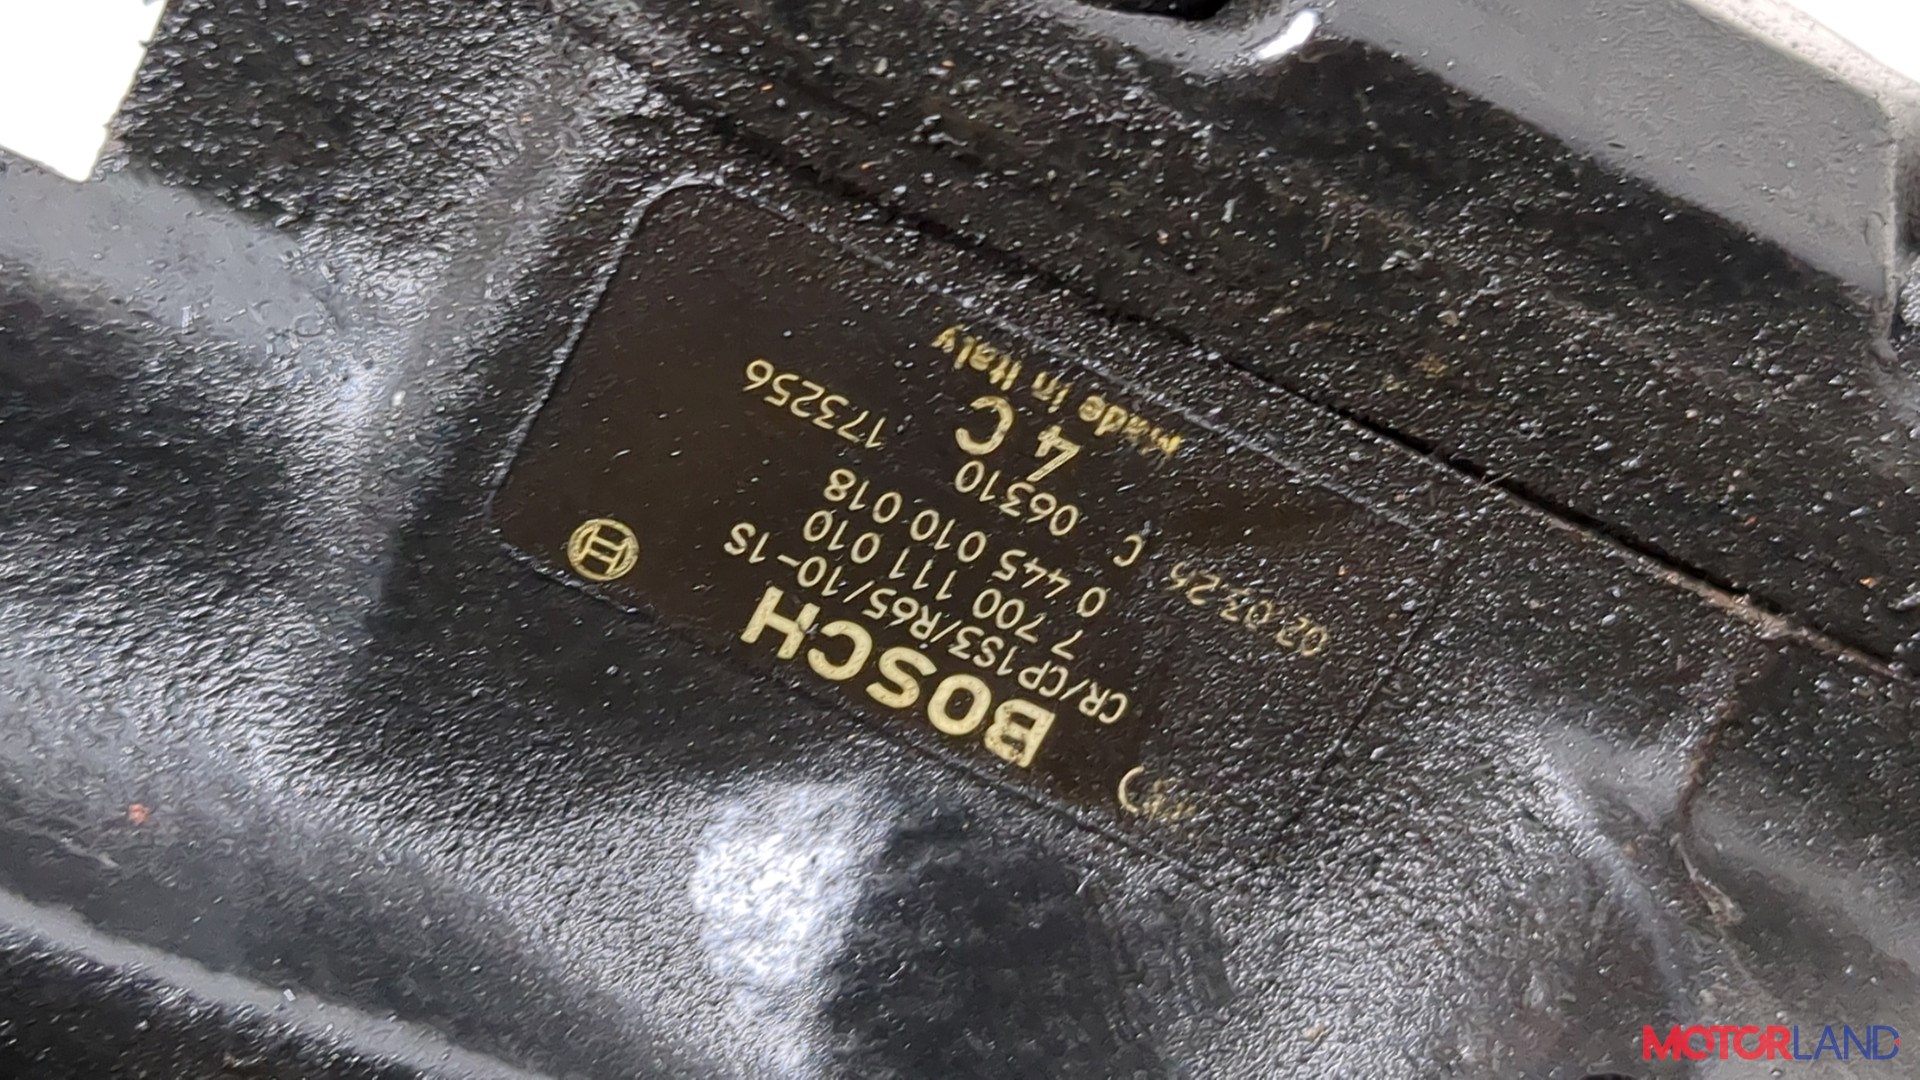 BOSCH
CR/CP1S3/R65/10-1S
7 700 111 010
0 445 010 018
02.03.25 C 06310 173256
4C
Made in Italy
MOTORLAND